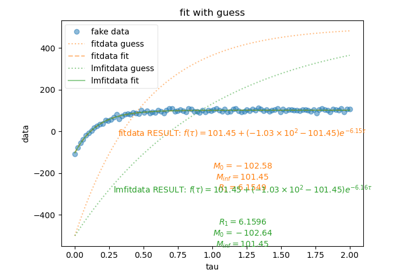 fit with guess
fake data
fitdata guess
fitdata fit
lmfitdata guess
lmfitdata fit
data
400
200
0
−200
−400
fitdata RESULT: f(τ) = 101.45 + (−1.03 × 10² − 101.45)e^−6.15τ
M₀ = −102.58
M_inf = 101.45
lmfitdata RESULT: f(τ) = 101.45 + (−1.03 × 10² − 101.45)e^−6.16τ
R₁ = 6.1596
M₀ = −102.64
M_inf = 101.45
0.00 0.25 0.50 0.75 1.00 1.25 1.50 1.75 2.00
tau